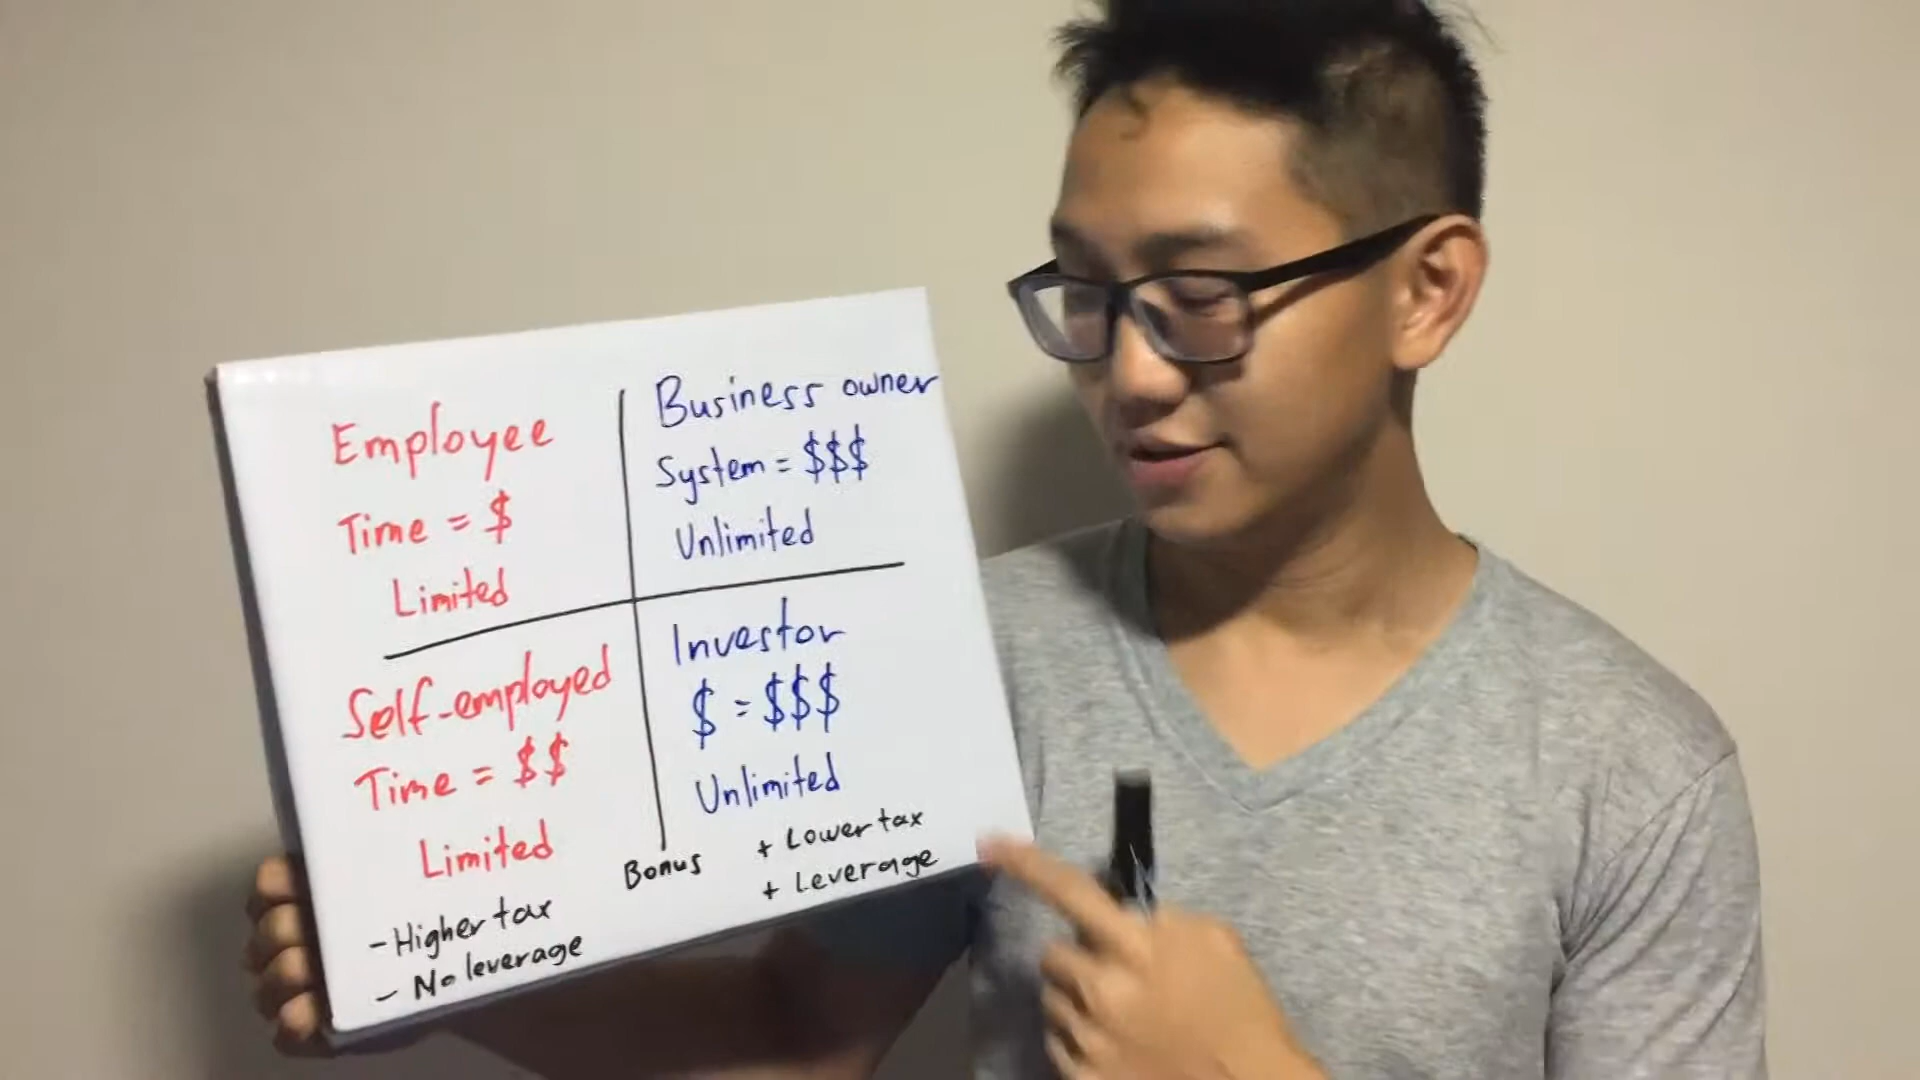 Employee
Time = $
Limited
Business owner
System = $$$
Unlimited
Self-employed
Time = $$
Limited
Investor
$ = $$$
Unlimited
Bonus
- Higher tax
- No leverage
+ Lower tax
+ Leverage